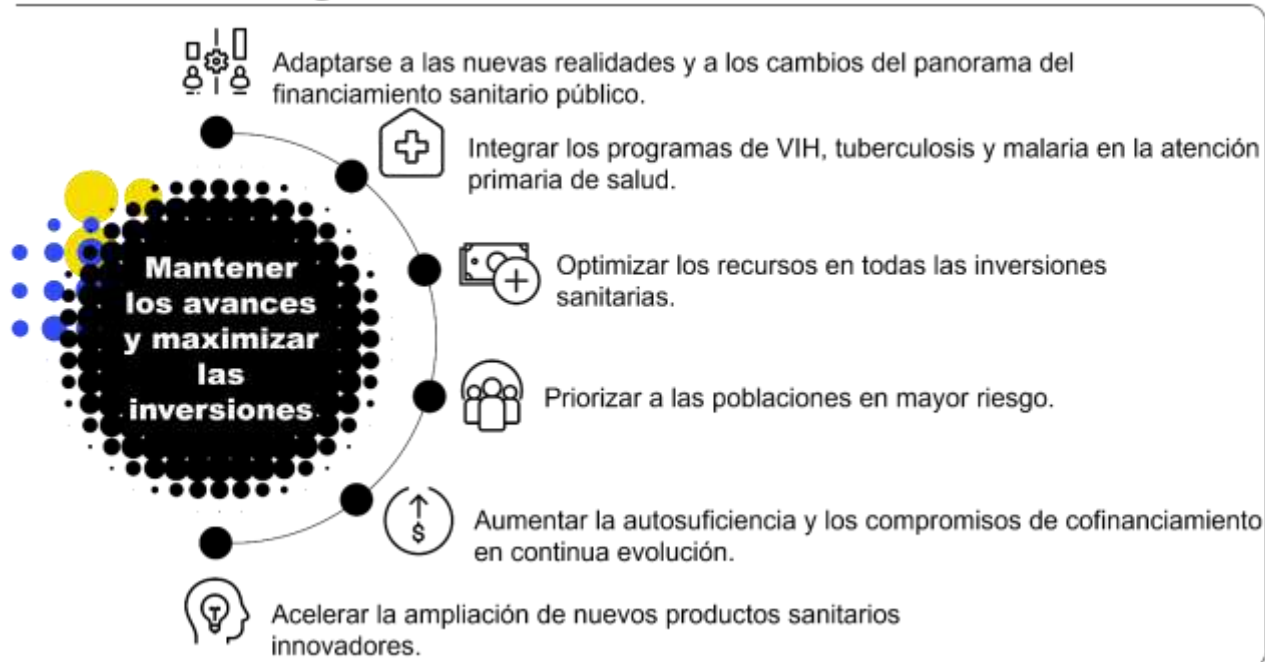 Adaptarse a las nuevas realidades y a los cambios del panorama del
financiamiento sanitario público.
Integrar los programas de VIH, tuberculosis y malaria en la atención
primaria de salud.
Mantener
los avances
y maximizar
las
inversiones
Optimizar los recursos en todas las inversiones
sanitarias.
Priorizar a las poblaciones en mayor riesgo.
Aumentar la autosuficiencia y los compromisos de cofinanciamiento
en continua evolución.
Acelerar la ampliación de nuevos productos sanitarios
innovadores.